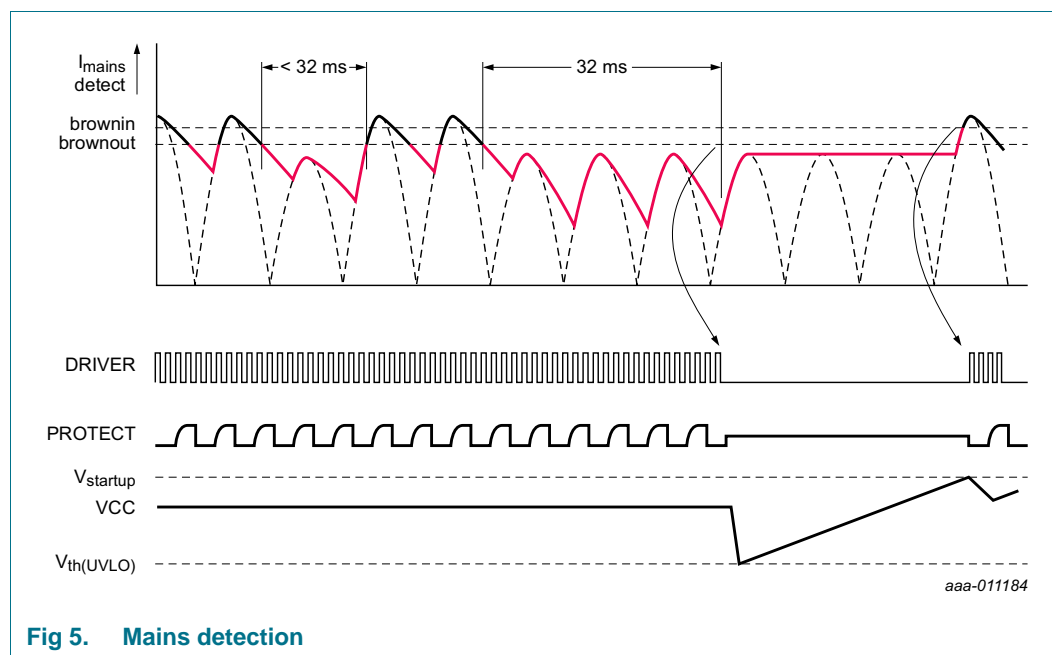 I mains
detect
< 32 ms
32 ms
brownin
brownout
DRIVER
PROTECT
Vstartup
VCC
Vth(UVLO)
aaa-011184
Fig 5. Mains detection